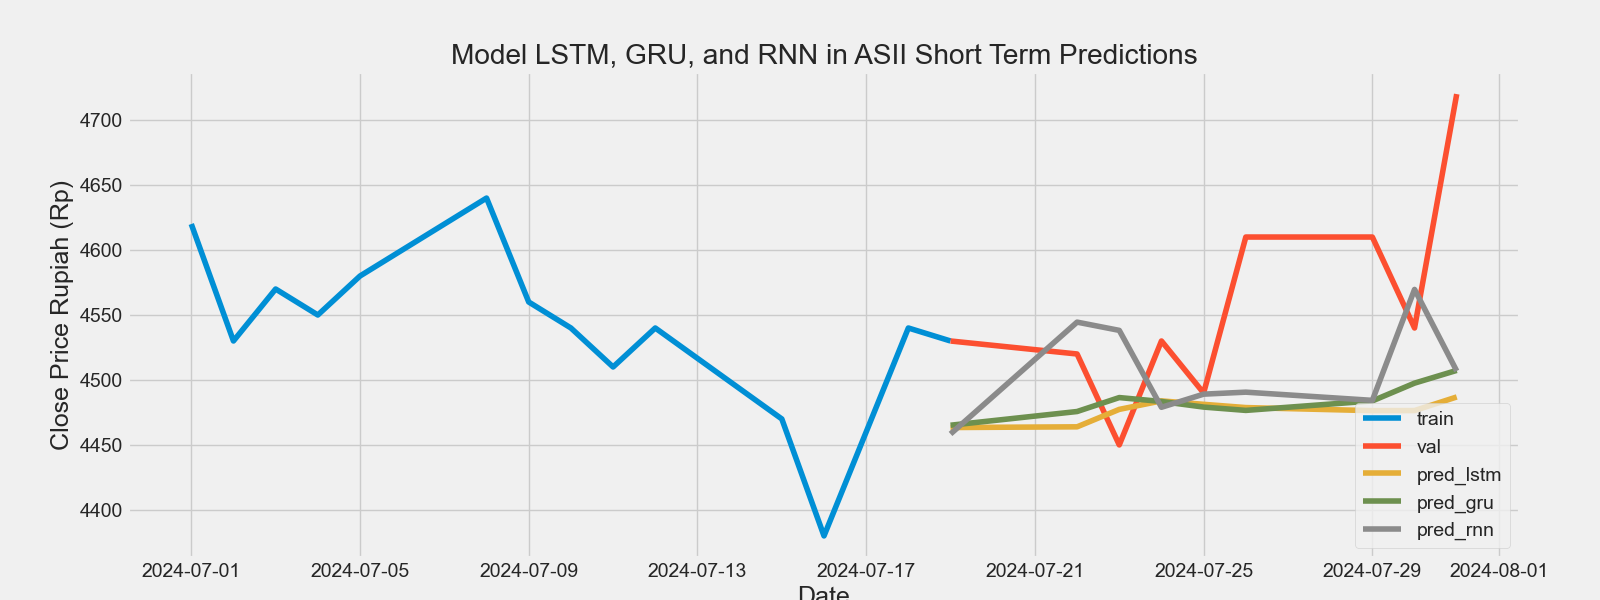 Model LSTM, GRU, and RNN in ASII Short Term Predictions
Close Price Rupiah (Rp)
4700
4650
4600
4550
4500
4450
4400
train
val
pred_lstm
pred_gru
pred_rnn
2024-07-01 2024-07-05 2024-07-09 2024-07-13 2024-07-17 2024-07-21 2024-07-25 2024-07-29 2024-08-01
Date